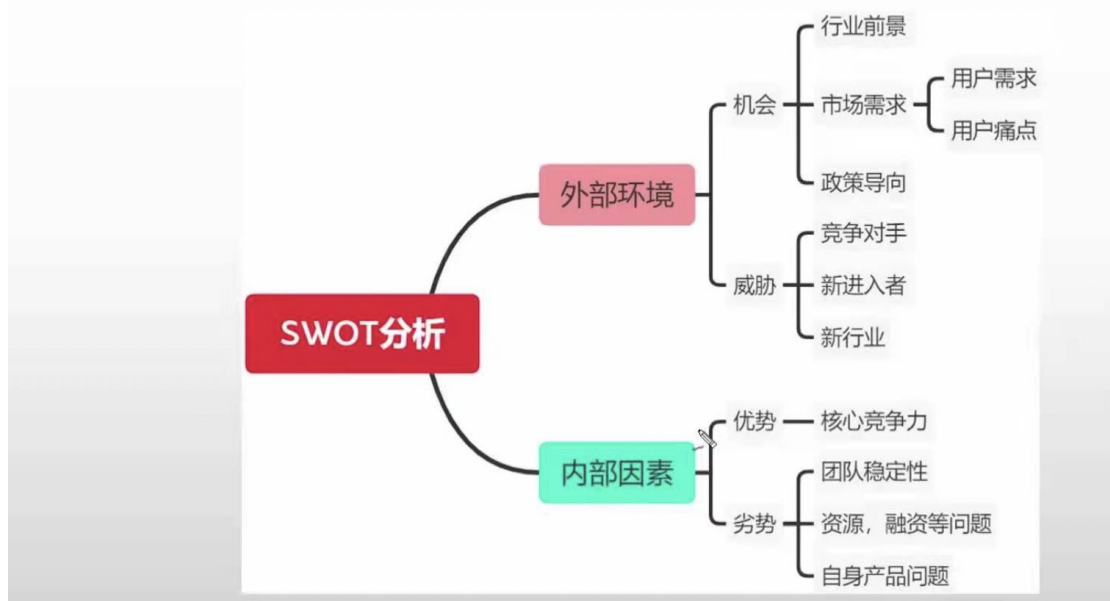 行业前景
用户需求
机会
市场需求
用户痛点
外部环境
政策导向
竞争对手
威胁
新进入者
新行业
SWOT分析
优势
核心竞争力
内部因素
团队稳定性
劣势
资源，融资等问题
自身产品问题